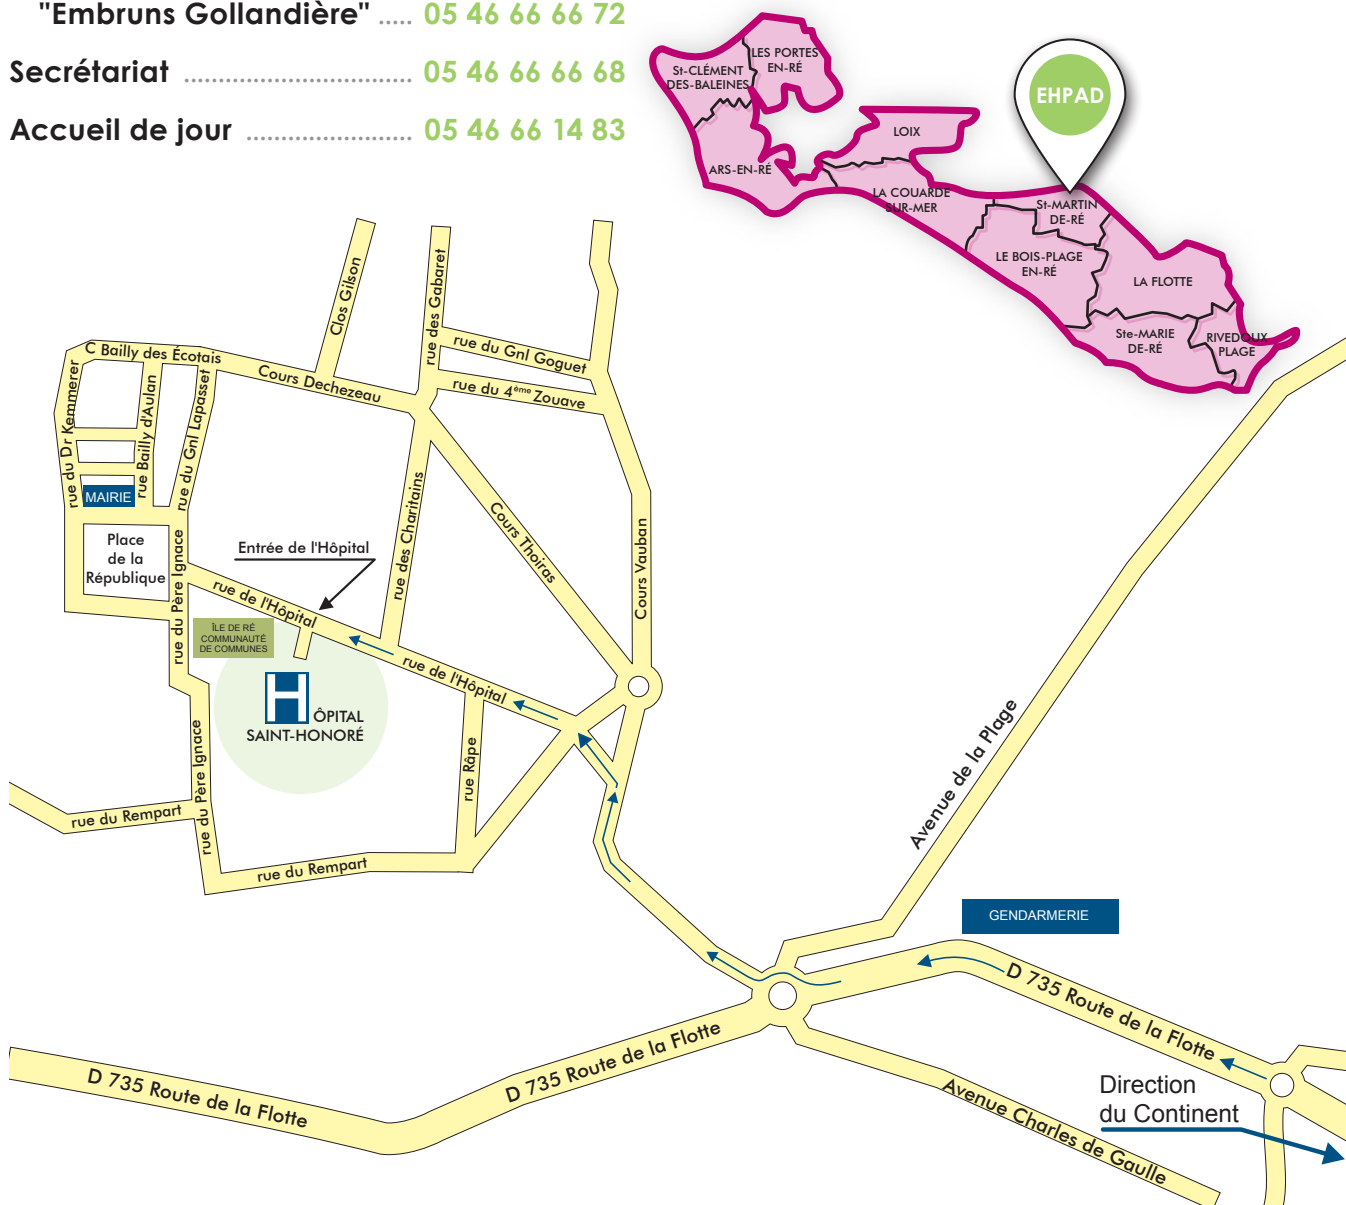 "Embruns Gollandière" ..... 05 46 66 66 72
Secrétariat ................................. 05 46 66 66 68
Accueil de jour ........................ 05 46 66 14 83
LES PORTES
EN-RÉ
St-CLÉMENT
DES-BALEINES
EHPAD
LOIX
ARS-EN-RÉ
LA COUARDE
SUR-MER
St-MARTIN
DE-RÉ
LE BOIS-PLAGE
EN-RÉ
LA FLOTTE
Ste-MARIE
DE-RÉ
RIVEDOUX
PLAGE
Clos Gilson
rue des Gabaret
rue du Gnl Goguet
C Bailly des Écotais
Cours Dechezeau
rue du 4ème Zouave
rue du Dr Kemmerer
rue Bailly d'Aulan
rue du Gnl Lapasset
MAIRIE
Place
de la
République
rue du Père Ignace
Entrée de l'Hôpital
rue de l'Hôpital
rue des Charitains
Cours Thoiras
Cours Vauban
ÎLE DE RÉ
COMMUNAUTÉ
DE COMMUNES
rue de l'Hôpital
HÔPITAL
SAINT-HONORÉ
rue du Père Ignace
rue Râpe
rue du Rempart
rue du Rempart
Avenue de la Plage
GENDARMERIE
D 735 Route de la Flotte
D 735 Route de la Flotte
D 735 Route de la Flotte
Avenue Charles de Gaulle
Direction
du Continent